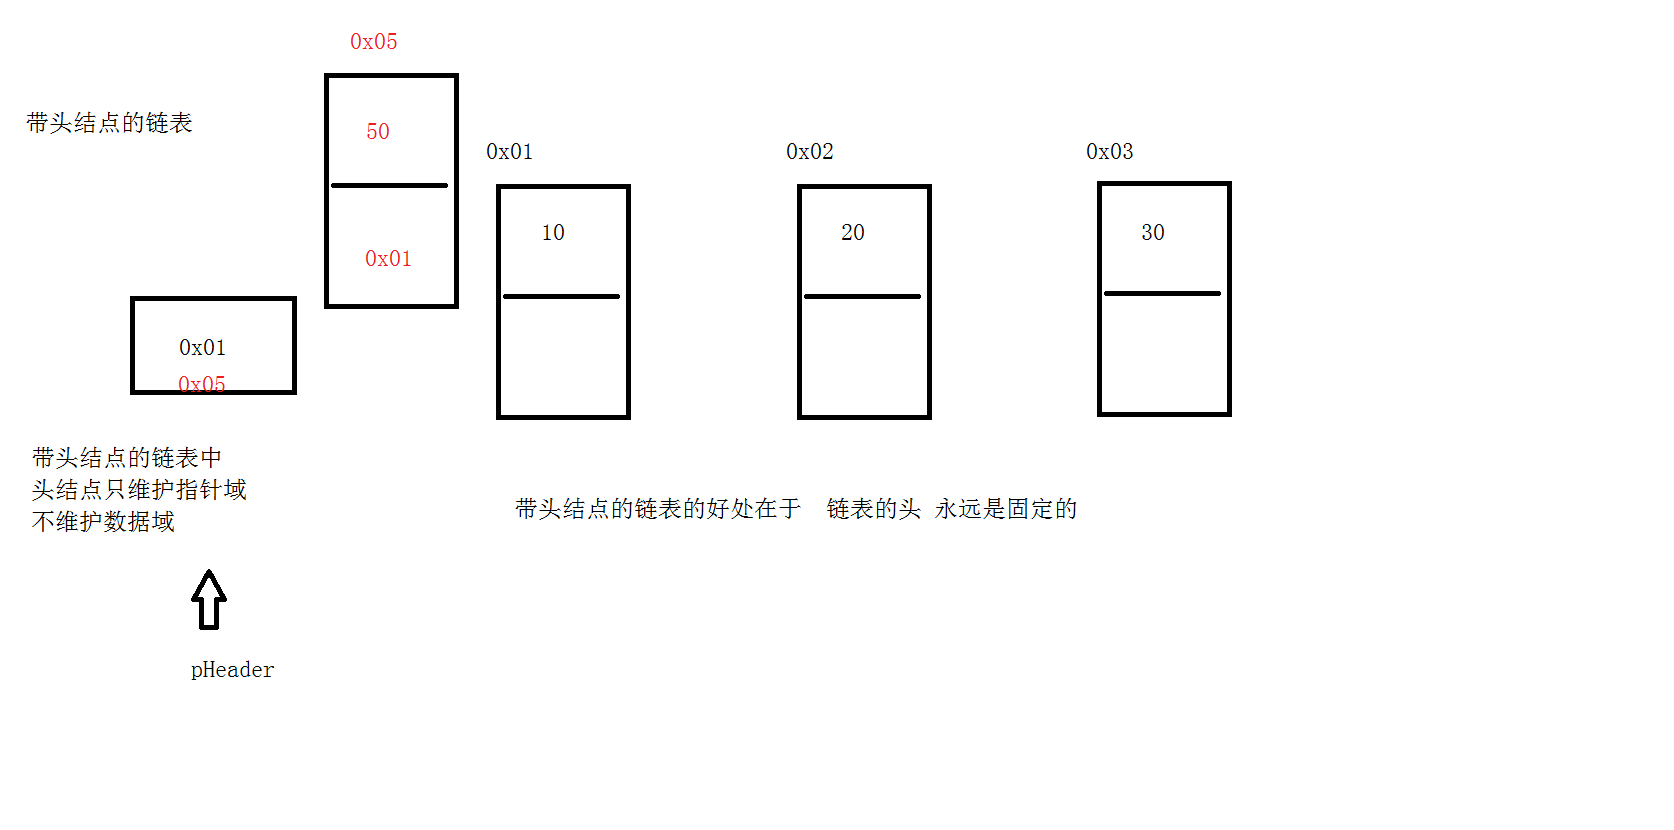 0x05
带头结点的链表
50
0x01
0x02
0x03
10
20
30
0x01
0x01
0x05
带头结点的链表中
头结点只维护指针域
不维护数据域
带头结点的链表的好处在于 链表的头 永远是固定的
pHeader